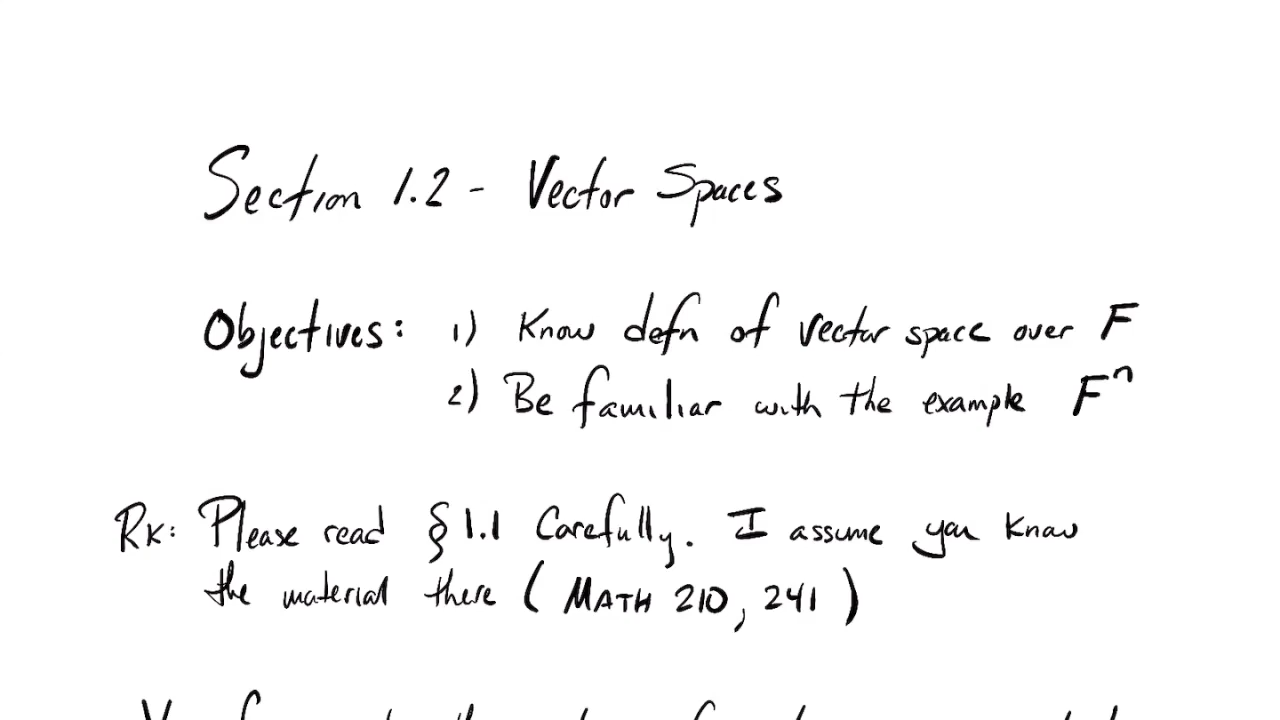 Section 1.2 - Vector Spaces
Objectives: 1) Know defn of vector space over F
2) Be familiar with the example Fⁿ
Rk: Please read § 1.1 Carefully. I assume you know
the material there ( MATH 210, 241 )